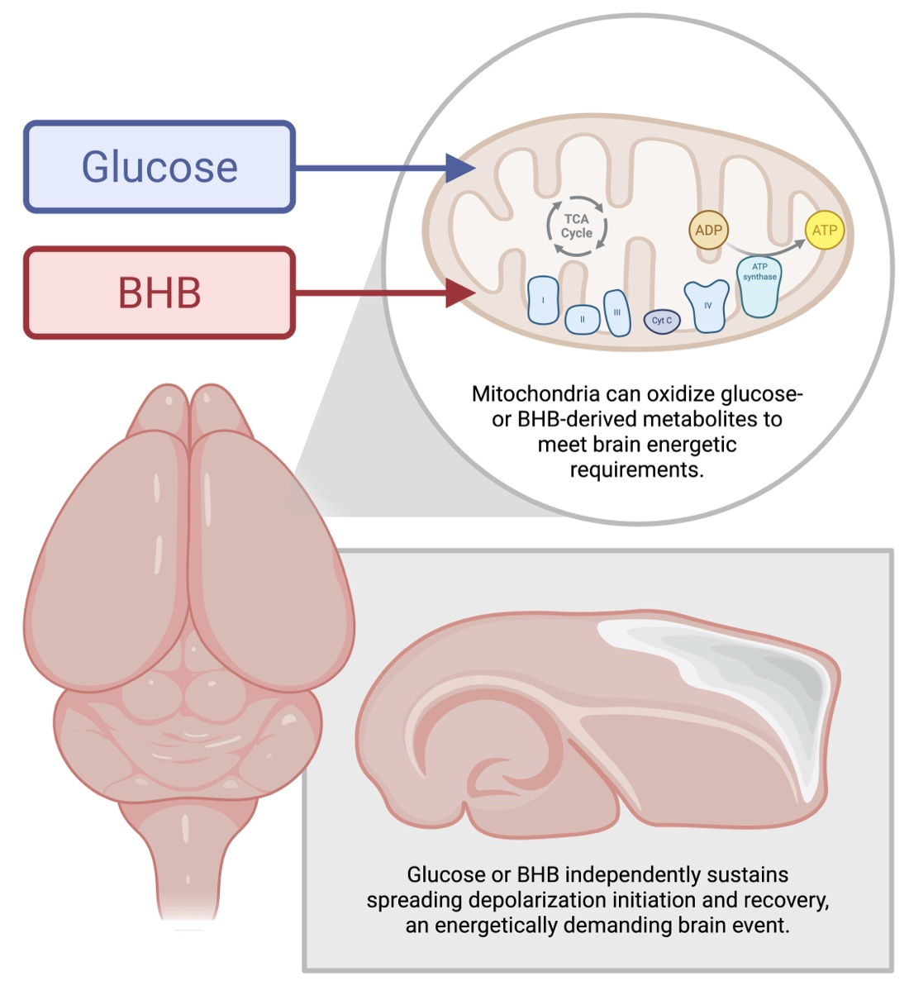 Glucose
BHB
TCA
Cycle
ADP
ATP
ATP
synthase
I
II
III
Cyt C
IV
Mitochondria can oxidize glucose-
or BHB-derived metabolites to
meet brain energetic
requirements.
Glucose or BHB independently sustains
spreading depolarization initiation and recovery,
an energetically demanding brain event.